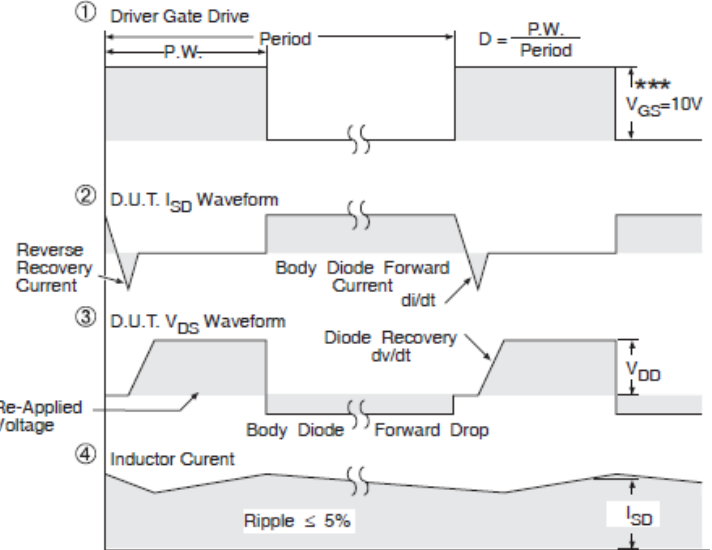 ① Driver Gate Drive
P.W.
Period
D = P.W.
Period
***
VGS=10V
② D.U.T. ISD Waveform
Reverse
Recovery
Current
Body Diode Forward
Current
di/dt
③ D.U.T. VDS Waveform
Diode Recovery
dv/dt
VDD
Re-Applied
Voltage
Body Diode Forward Drop
④ Inductor Curent
Ripple ≤ 5%
ISD